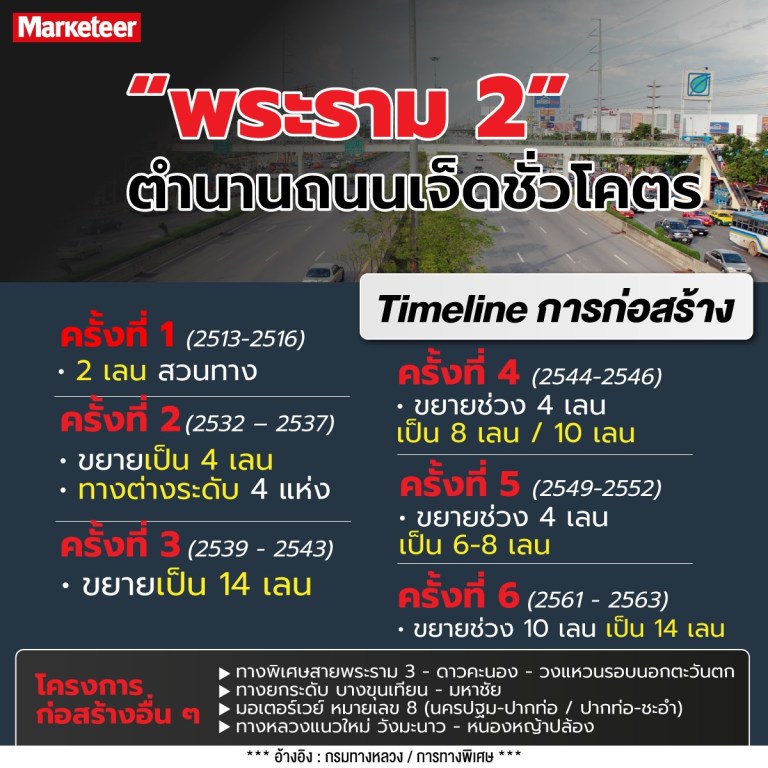 Marketeer
"พระราม 2"
ตำนานถนนเจ็ดชั่วโคตร
Timeline การก่อสร้าง
ครั้งที่ 1 (2513-2516)
• 2 เลน สวนทาง
ครั้งที่ 2 (2532 – 2537)
• ขยายเป็น 4 เลน
• ทางต่างระดับ 4 แห่ง
ครั้งที่ 3 (2539 - 2543)
• ขยายเป็น 14 เลน
ครั้งที่ 4 (2544-2546)
• ขยายช่วง 4 เลน
เป็น 8 เลน / 10 เลน
ครั้งที่ 5 (2549-2552)
• ขยายช่วง 4 เลน
เป็น 6-8 เลน
ครั้งที่ 6 (2561 - 2563)
• ขยายช่วง 10 เลน เป็น 14 เลน
โครงการ
ก่อสร้างอื่น ๆ
▶ ทางพิเศษสายพระราม 3 - ดาวคะนอง - วงแหวนรอบนอกตะวันตก
▶ ทางยกระดับ บางขุนเทียน - มหาชัย
▶ มอเตอร์เวย์ หมายเลข 8 (นครปฐม-ปากท่อ / ปากท่อ-ชะอำ)
▶ ทางหลวงแนวใหม่ วังมะนาว - หนองหญ้าปล้อง
*** อ้างอิง : กรมทางหลวง / การทางพิเศษ ***